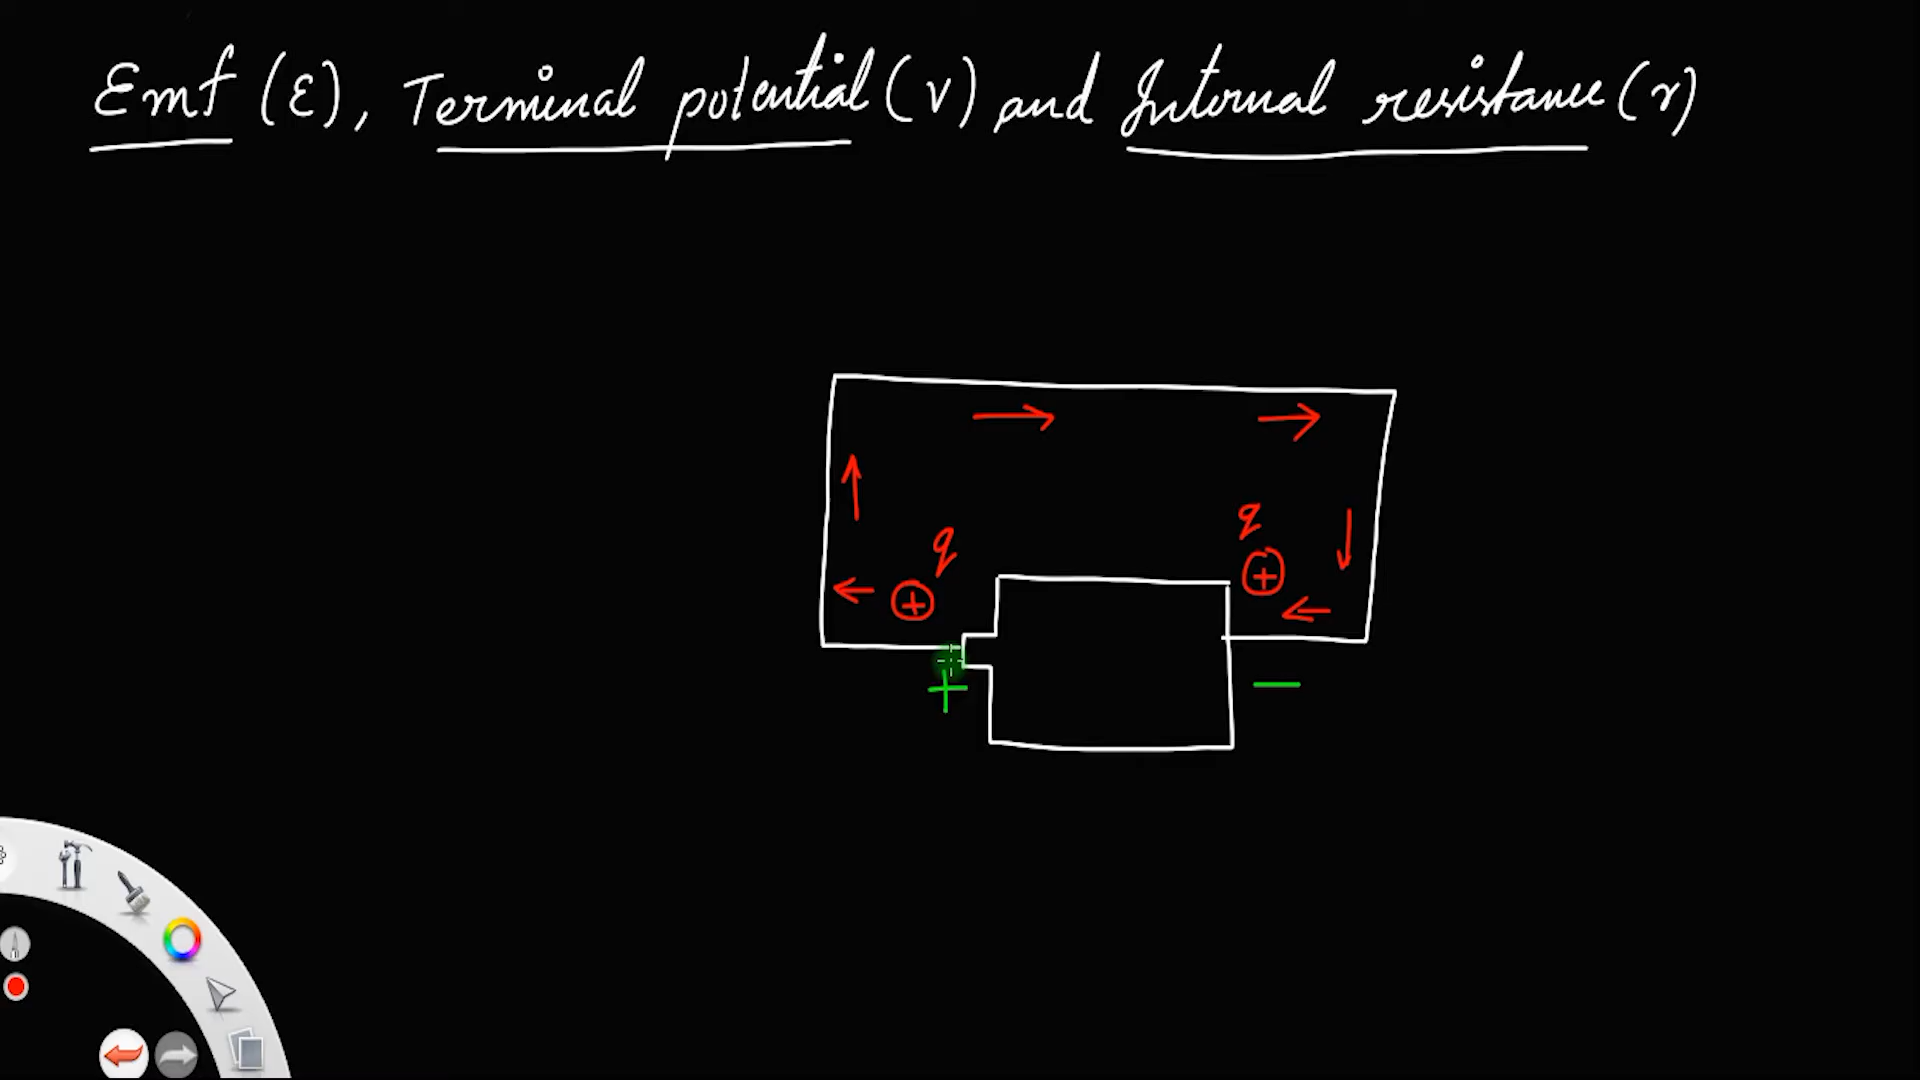 Emf (ε), Terminal potential (v) and Internal resistance (r)
q
q
+
+
+
−